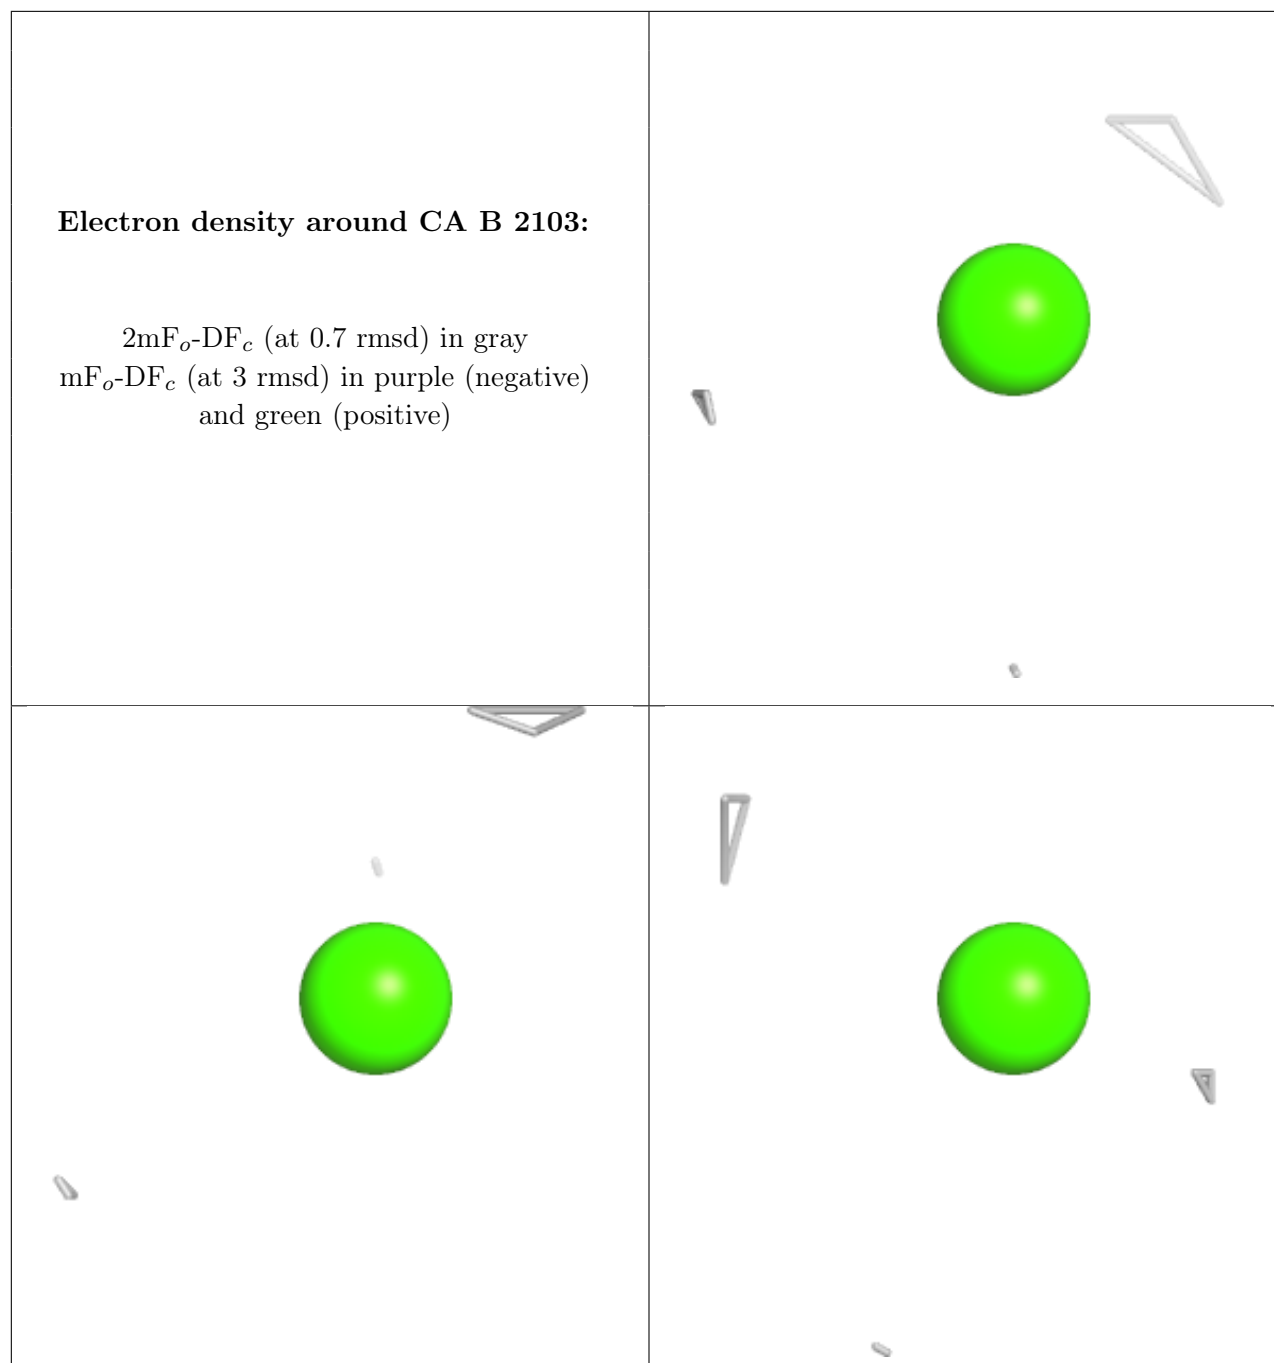 Electron density around CA B 2103:
2mFₒ-DF𝒸 (at 0.7 rmsd) in gray
mFₒ-DF𝒸 (at 3 rmsd) in purple (negative)
and green (positive)